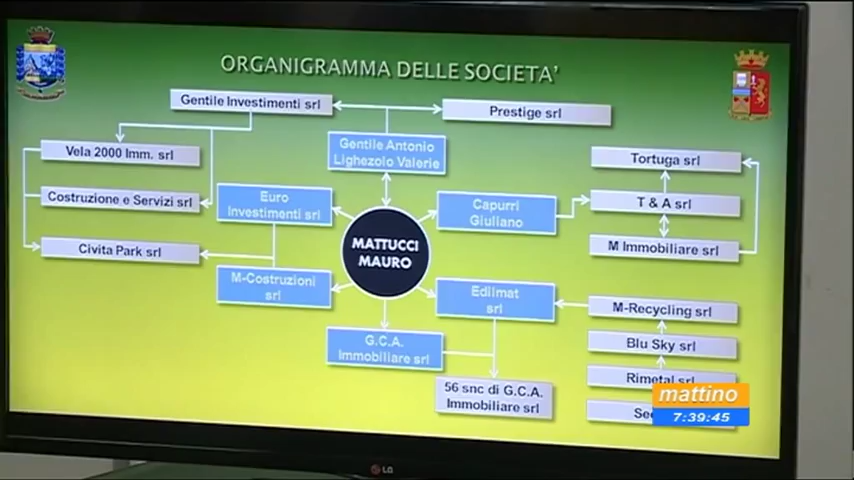 ORGANIGRAMMA DELLE SOCIETA'
Gentile Investimenti srl
Prestige srl
Gentile Antonio
Lighezolo Valerie
Vela 2000 Imm. srl
Costruzione e Servizi srl
Civita Park srl
Euro
Investimenti srl
M-Costruzioni
srl
MATTUCCI
MAURO
Capurri
Giuliano
Tortuga srl
T & A srl
M Immobiliare srl
Edilmat
srl
G.C.A.
Immobiliare srl
56 snc di G.C.A.
Immobiliare srl
M-Recycling srl
Blu Sky srl
Rimetal srl
mattino
7:39:45
LG